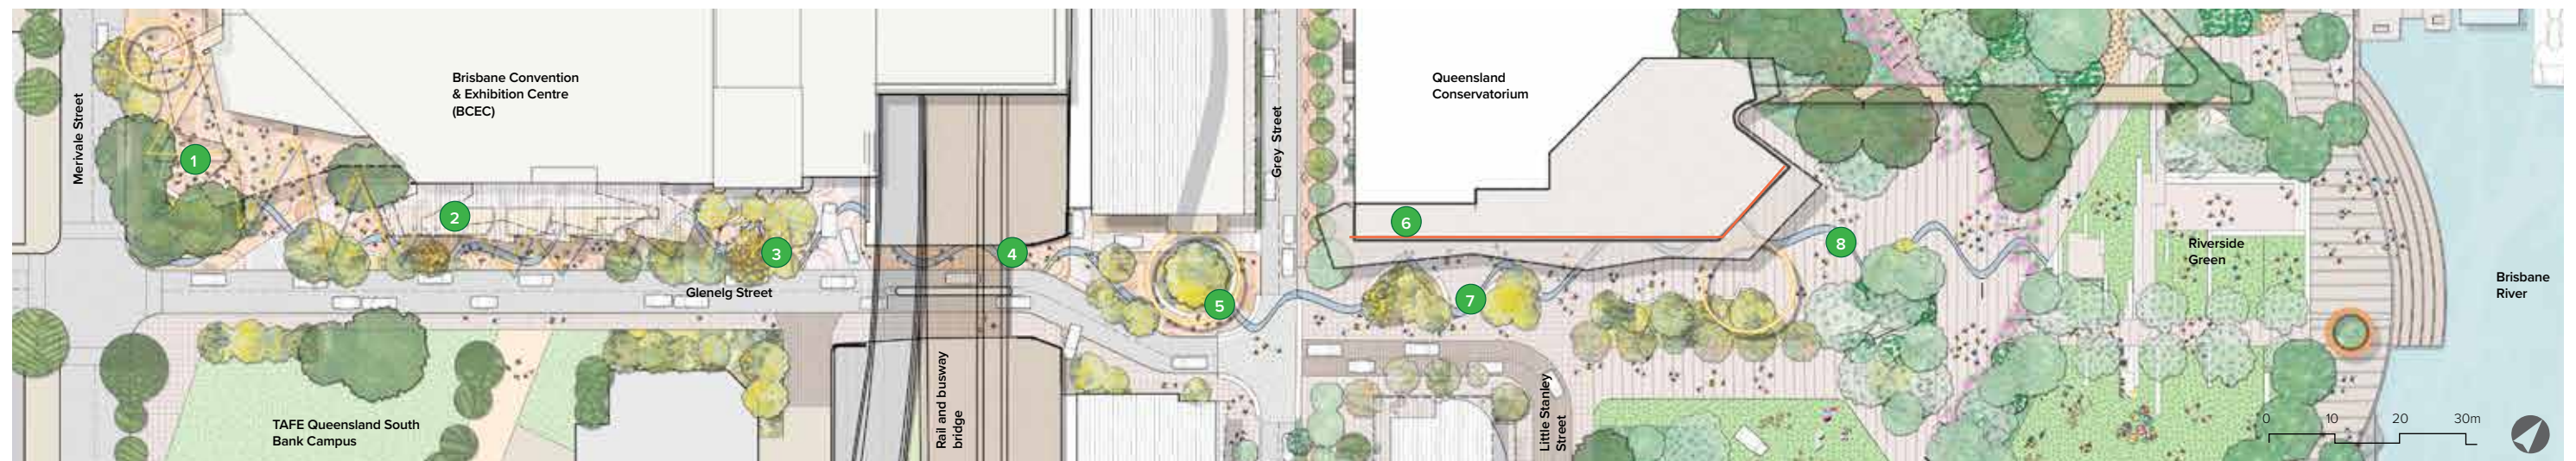 Merivale Street
1
Brisbane Convention
& Exhibition Centre
(BCEC)
2
3
Glenelg Street
TAFE Queensland South
Bank Campus
Rail and busway
bridge
4
5
Grey Street
Queensland
Conservatorium
6
7
Little Stanley
Street
8
Riverside
Green
Brisbane
River
0 10 20 30m